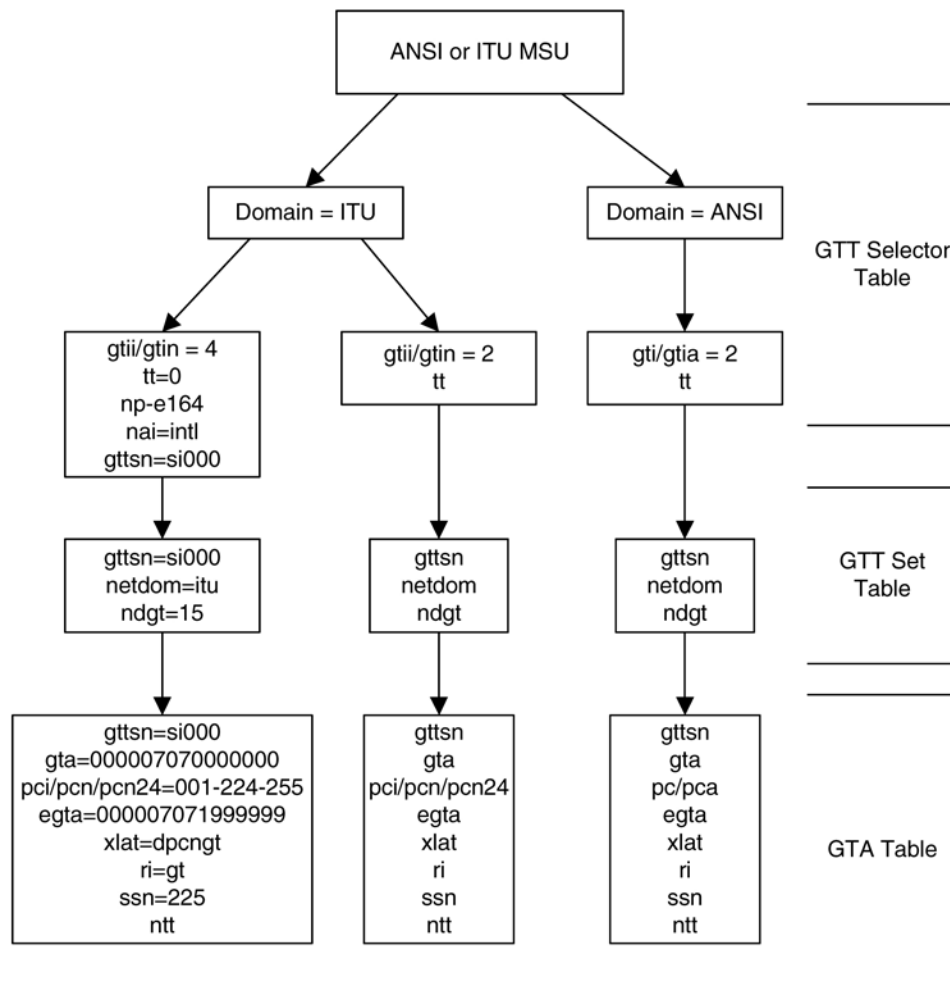 ANSI or ITU MSU
Domain = ITU
Domain = ANSI
GTT Selector
Table
gtii/gtin = 4
tt=0
np-e164
nai=intl
gttsn=si000
gtii/gtin = 2
tt
gti/gtia = 2
tt
gttsn=si000
netdom=itu
ndgt=15
gttsn
netdom
ndgt
gttsn
netdom
ndgt
GTT Set
Table
gttsn=si000
gta=000007070000000
pci/pcn/pcn24=001-224-255
egta=000007071999999
xlat=dpcngt
ri=gt
ssn=225
ntt
gttsn
gta
pci/pcn/pcn24
egta
xlat
ri
ssn
ntt
gttsn
gta
pc/pca
egta
xlat
ri
ssn
ntt
GTA Table